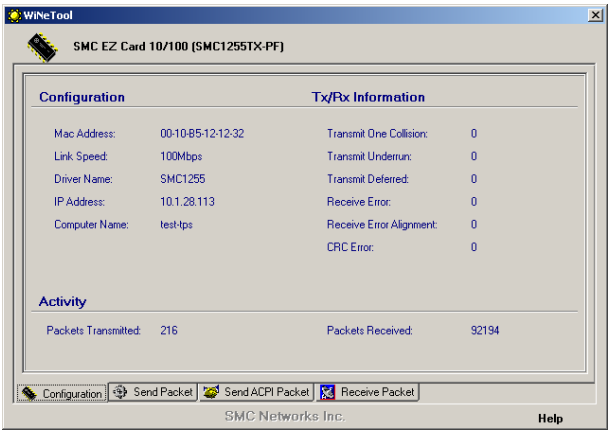 WiNeTool
SMC EZ Card 10/100 (SMC1255TX-PF)
Configuration Tx/Rx Information
Mac Address: 00-10-B5-12-12-32 Transmit One Collision: 0
Link Speed: 100Mbps Transmit Underrun: 0
Driver Name: SMC1255 Transmit Deferred: 0
IP Address: 10.1.28.113 Receive Error: 0
Computer Name: test-tps Receive Error Alignment: 0
CRC Error: 0
Activity
Packets Transmitted: 216 Packets Received: 92194
Configuration Send Packet Send ACPI Packet Receive Packet
SMC Networks Inc. Help